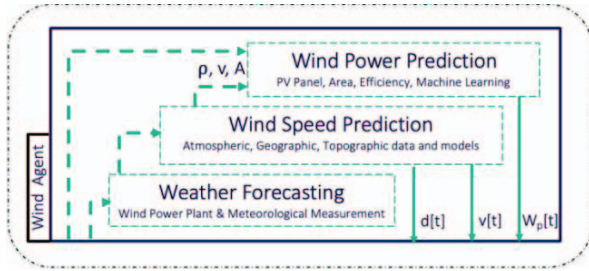 Wind Power Prediction
PV Panel, Area, Efficiency, Machine Learning
ρ, v, A
Wind Speed Prediction
Atmospheric, Geographic, Topographic data and models
Weather Forecasting
Wind Power Plant & Meteorological Measurement
Wind Agent
d[t]
v[t]
Wp[t]